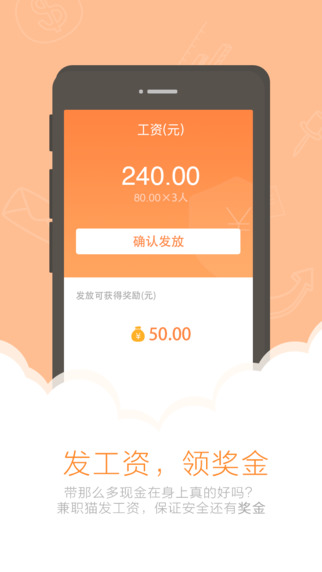 工资(元)
240.00
80.00×3人
确认发放
发放可获得奖励(元)
¥ 50.00
发工资，领奖金
带那么多现金在身上真的好吗？
兼职猫发工资，保证安全还有奖金